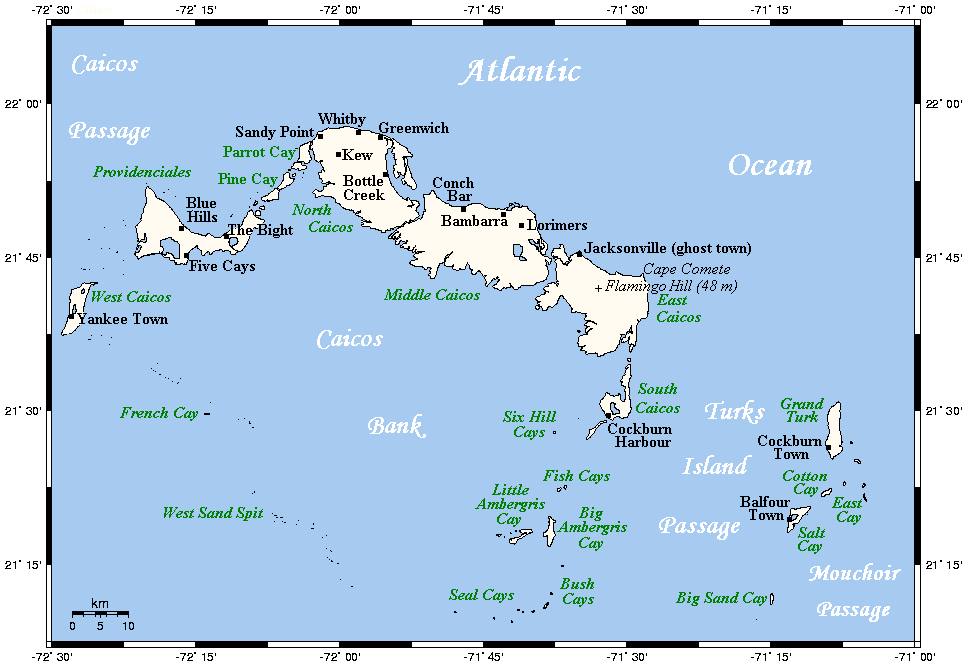 -72˚ 30'
-72˚ 15'
-72˚ 00'
-71˚ 45'
-71˚ 30'
-71˚ 15'
-71˚ 00'
Caicos
Atlantic
22˚ 00'
22˚ 00'
Passage
Whitby
Sandy Point
Greenwich
Parrot Cay
Kew
Ocean
Providenciales
Pine Cay
Bottle
Creek
Conch
Bar
Blue
Hills
North
Caicos
Bambarra
Lorimers
The Bight
Jacksonville (ghost town)
21˚ 45'
21˚ 45'
Five Cays
Cape Comete
Flamingo Hill (48 m)
West Caicos
Middle Caicos
East
Caicos
Yankee Town
Caicos
South
Caicos
21˚ 30'
21˚ 30'
French Cay
Bank
Six Hill
Cays
Cockburn
Harbour
Turks
Grand
Turk
Cockburn
Town
Island
Fish Cays
Cotton
Cay
Little
Ambergris
Cay
Big
Ambergris
Cay
Balfour
Town
East
Cay
West Sand Spit
Passage
Salt
Cay
21˚ 15'
21˚ 15'
Mouchoir
Passage
Seal Cays
Bush
Cays
Big Sand Cay
km
0 5 10
-72˚ 30'
-72˚ 15'
-72˚ 00'
-71˚ 45'
-71˚ 30'
-71˚ 15'
-71˚ 00'